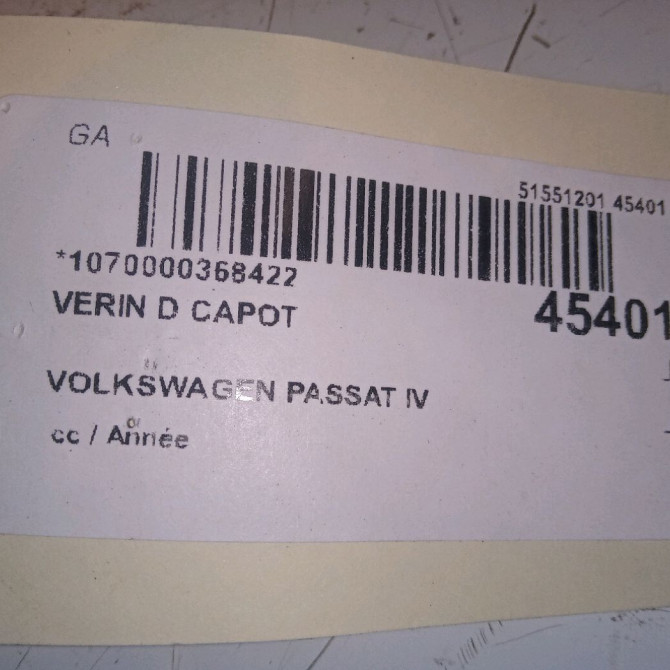 GA
51551201 45401
*1070000368422
VERIN D CAPOT
45401
VOLKSWAGEN PASSAT IV
cc / Année